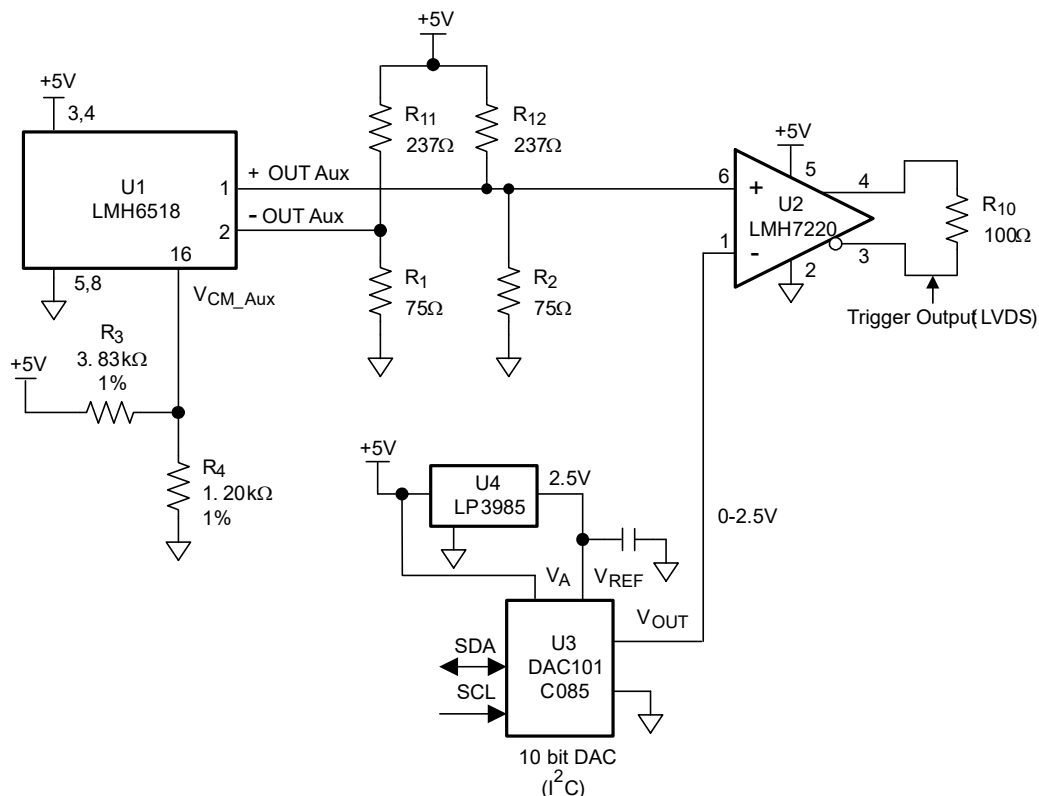 +5V
+5V
3,4
R11
237Ω
R12
237Ω
U1
LMH6518
1
+ OUT Aux
2
- OUT Aux
16
5,8
VCM_Aux
R1
75Ω
R2
75Ω
+5V
5
6
+
U2
LMH7220
1
-
2
4
3
R10
100Ω
Trigger Output (LVDS)
R3
3.83kΩ
1%
+5V
R4
1.20kΩ
1%
+5V
U4
LP3985
2.5V
0-2.5V
VA
VREF
VOUT
U3
DAC101
C085
SDA
SCL
10 bit DAC
(I²C)